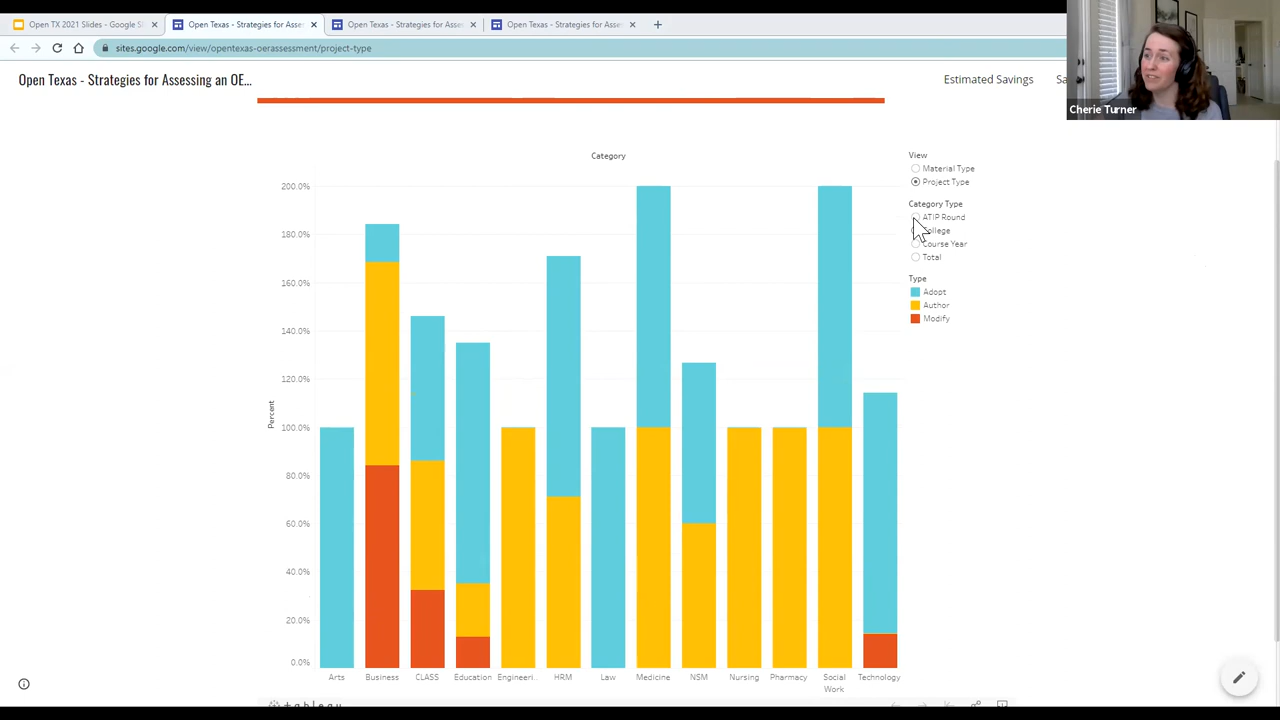 Open TX 2021 Slides - Google Sl
Open Texas - Strategies for Asse
Open Texas - Strategies for Asse
Open Texas - Strategies for Asse
sites.google.com/view/opentexas-oerassessment/project-type
Open Texas - Strategies for Assessing an OE...
Estimated Savings
Sa
Cherie Turner
Category
View
Material Type
Project Type
Category Type
ATIP Round
College
Course Year
Total
Type
Adopt
Author
Modify
Percent
200.0%
180.0%
160.0%
140.0%
120.0%
100.0%
80.0%
60.0%
40.0%
20.0%
0.0%
Arts Business CLASS Education Engineeri.. HRM Law Medicine NSM Nursing Pharmacy Social Work Technology